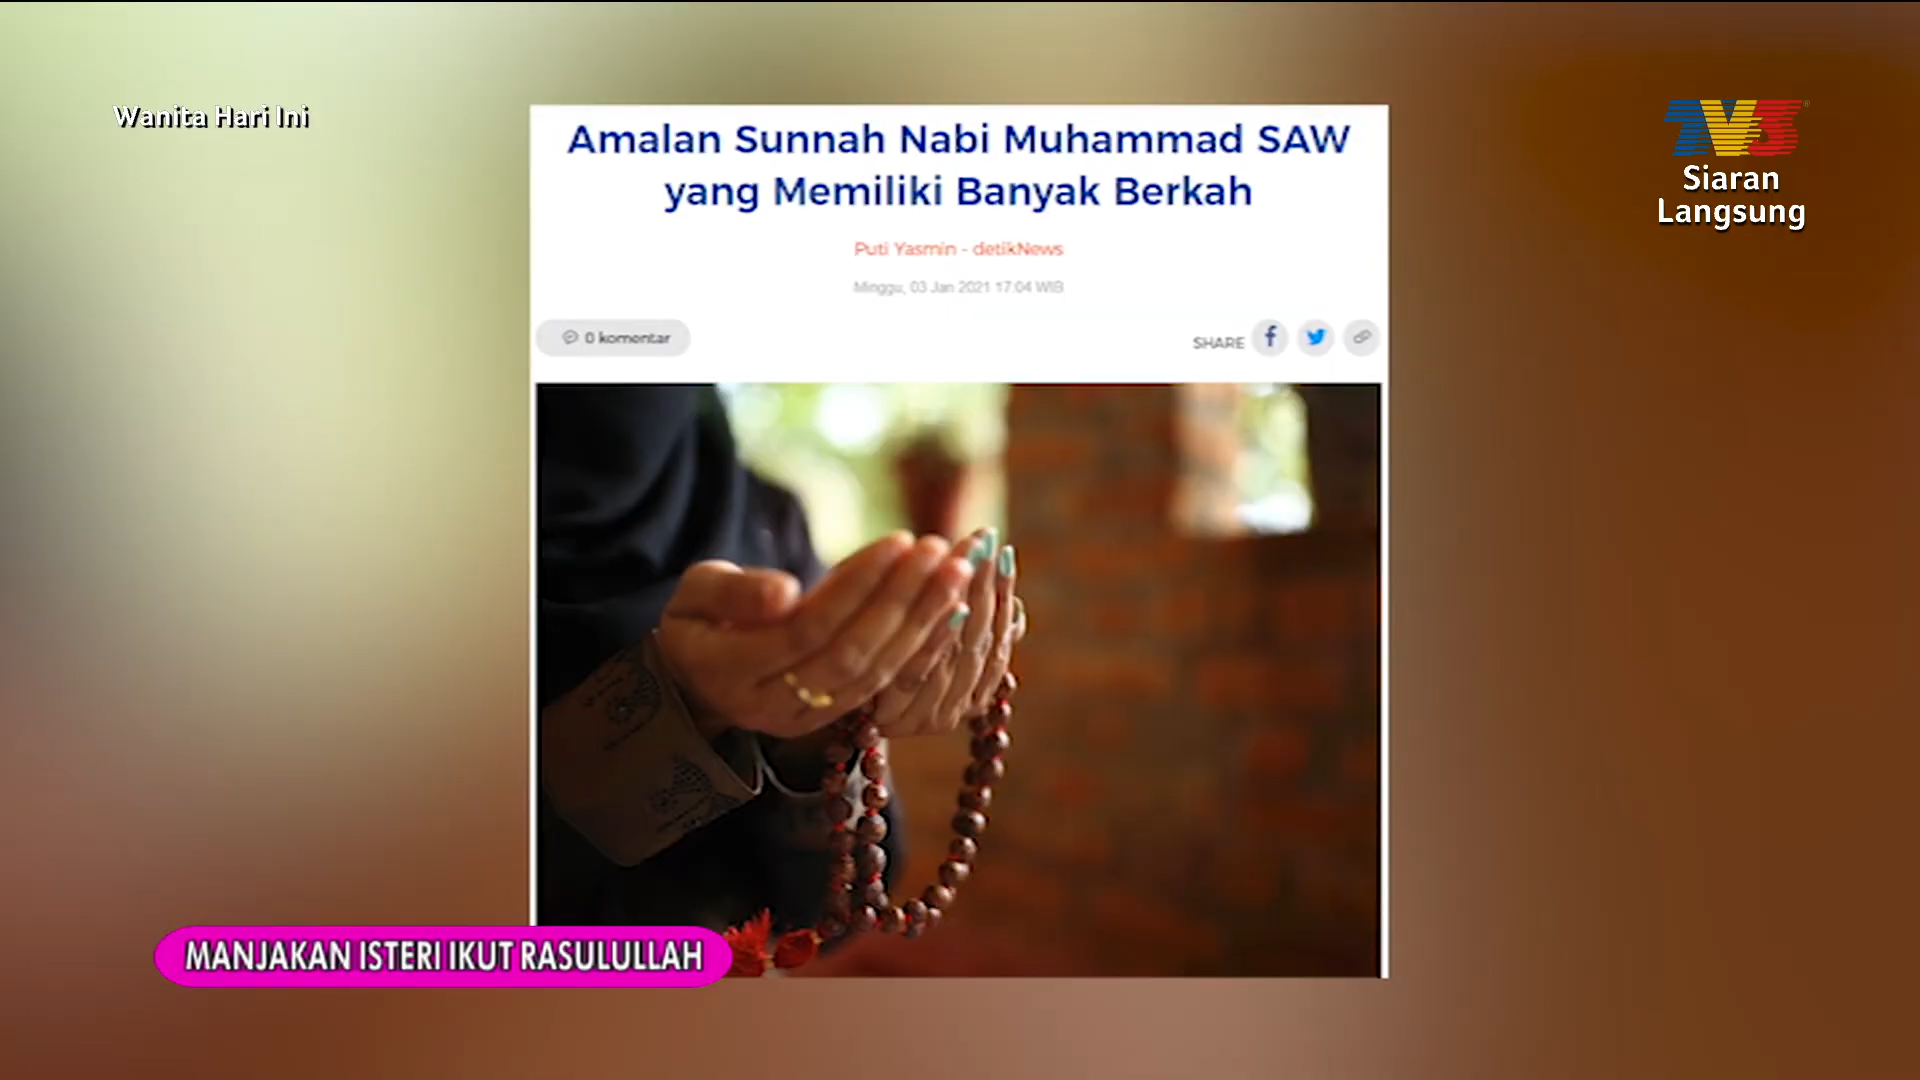 Wanita Hari Ini
TV3
Siaran
Langsung
Amalan Sunnah Nabi Muhammad SAW
yang Memiliki Banyak Berkah
Puti Yasmin - detikNews
Minggu, 03 Jan 2021 17:04 WIB
0 komentar
SHARE
MANJAKAN ISTERI IKUT RASULULLAH